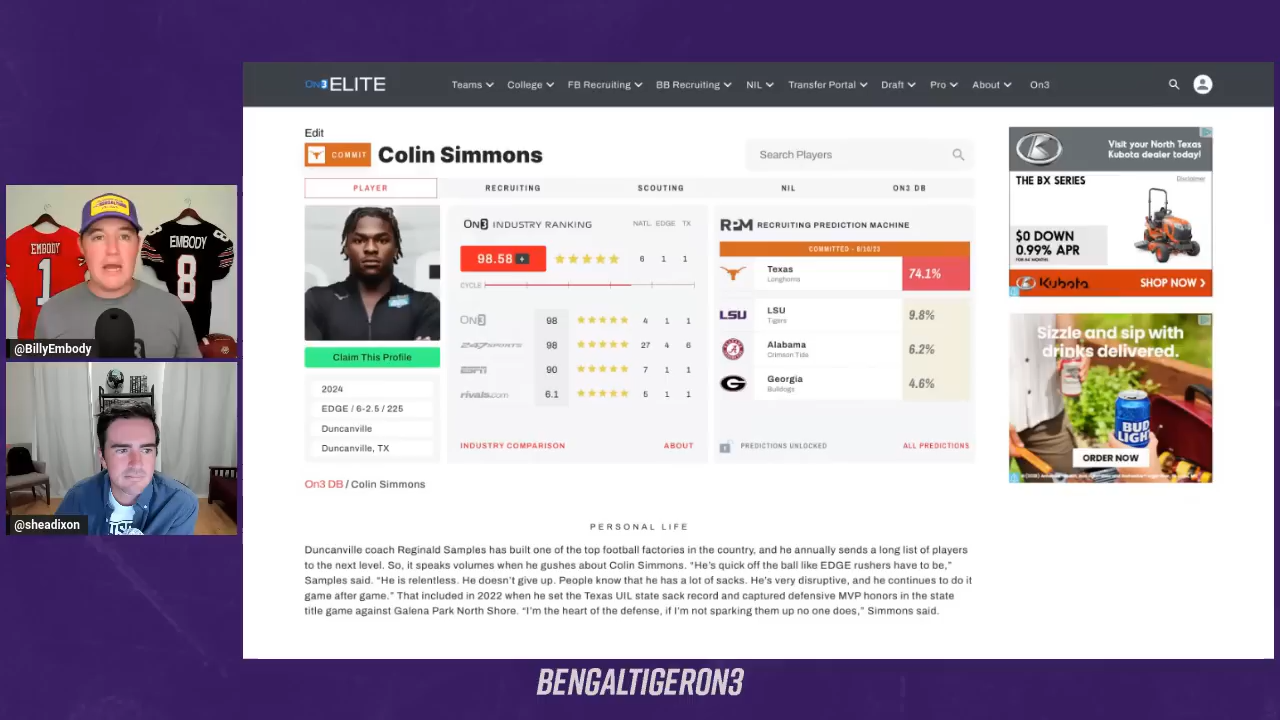 On3 ELITE
Teams College FB Recruiting BB Recruiting NIL Transfer Portal Draft Pro About On3
Edit
COMMIT Colin Simmons
Search Players
PLAYER RECRUITING SCOUTING NIL ON3 DB
On3 INDUSTRY RANKING NATL EDGE TX
98.58 + 6 1 1
CYCLE
On3 98 4 1 1
247SPORTS 98 27 4 6
ESPN 90 7 1 1
rivals.com 6.1 5 1 1
INDUSTRY COMPARISON ABOUT
RPM RECRUITING PREDICTION MACHINE
COMMITTED - 8/10/23
Texas 74.1%
Longhorns
LSU LSU 9.8%
Tigers
Alabama 6.2%
Crimson Tide
G Georgia 4.6%
Bulldogs
PREDICTIONS UNLOCKED ALL PREDICTIONS
Claim This Profile
2024
EDGE / 6-2.5 / 225
Duncanville
Duncanville, TX
On3 DB / Colin Simmons
PERSONAL LIFE
Duncanville coach Reginald Samples has built one of the top football factories in the country, and he annually sends a long list of players
to the next level. So, it speaks volumes when he gushes about Colin Simmons. “He’s quick off the ball like EDGE rushers have to be,”
Samples said. “He is relentless. He doesn’t give up. People know that he has a lot of sacks. He’s very disruptive, and he continues to do it
game after game.” That included in 2022 when he set the Texas UIL state sack record and captured defensive MVP honors in the state
title game against Galena Park North Shore. “I’m the heart of the defense, if I’m not sparking them up no one does,” Simmons said.
Visit your North Texas
Kubota dealer today!
THE BX SERIES
Disclaimer
$0 DOWN
0.99% APR
Kubota SHOP NOW
Sizzle and sip with
drinks delivered.
BUD
LIGHT
ORDER NOW
EMBODY
1
EMBODY
8
@BillyEmbody
@sheadixon
BENGALTIGERON3